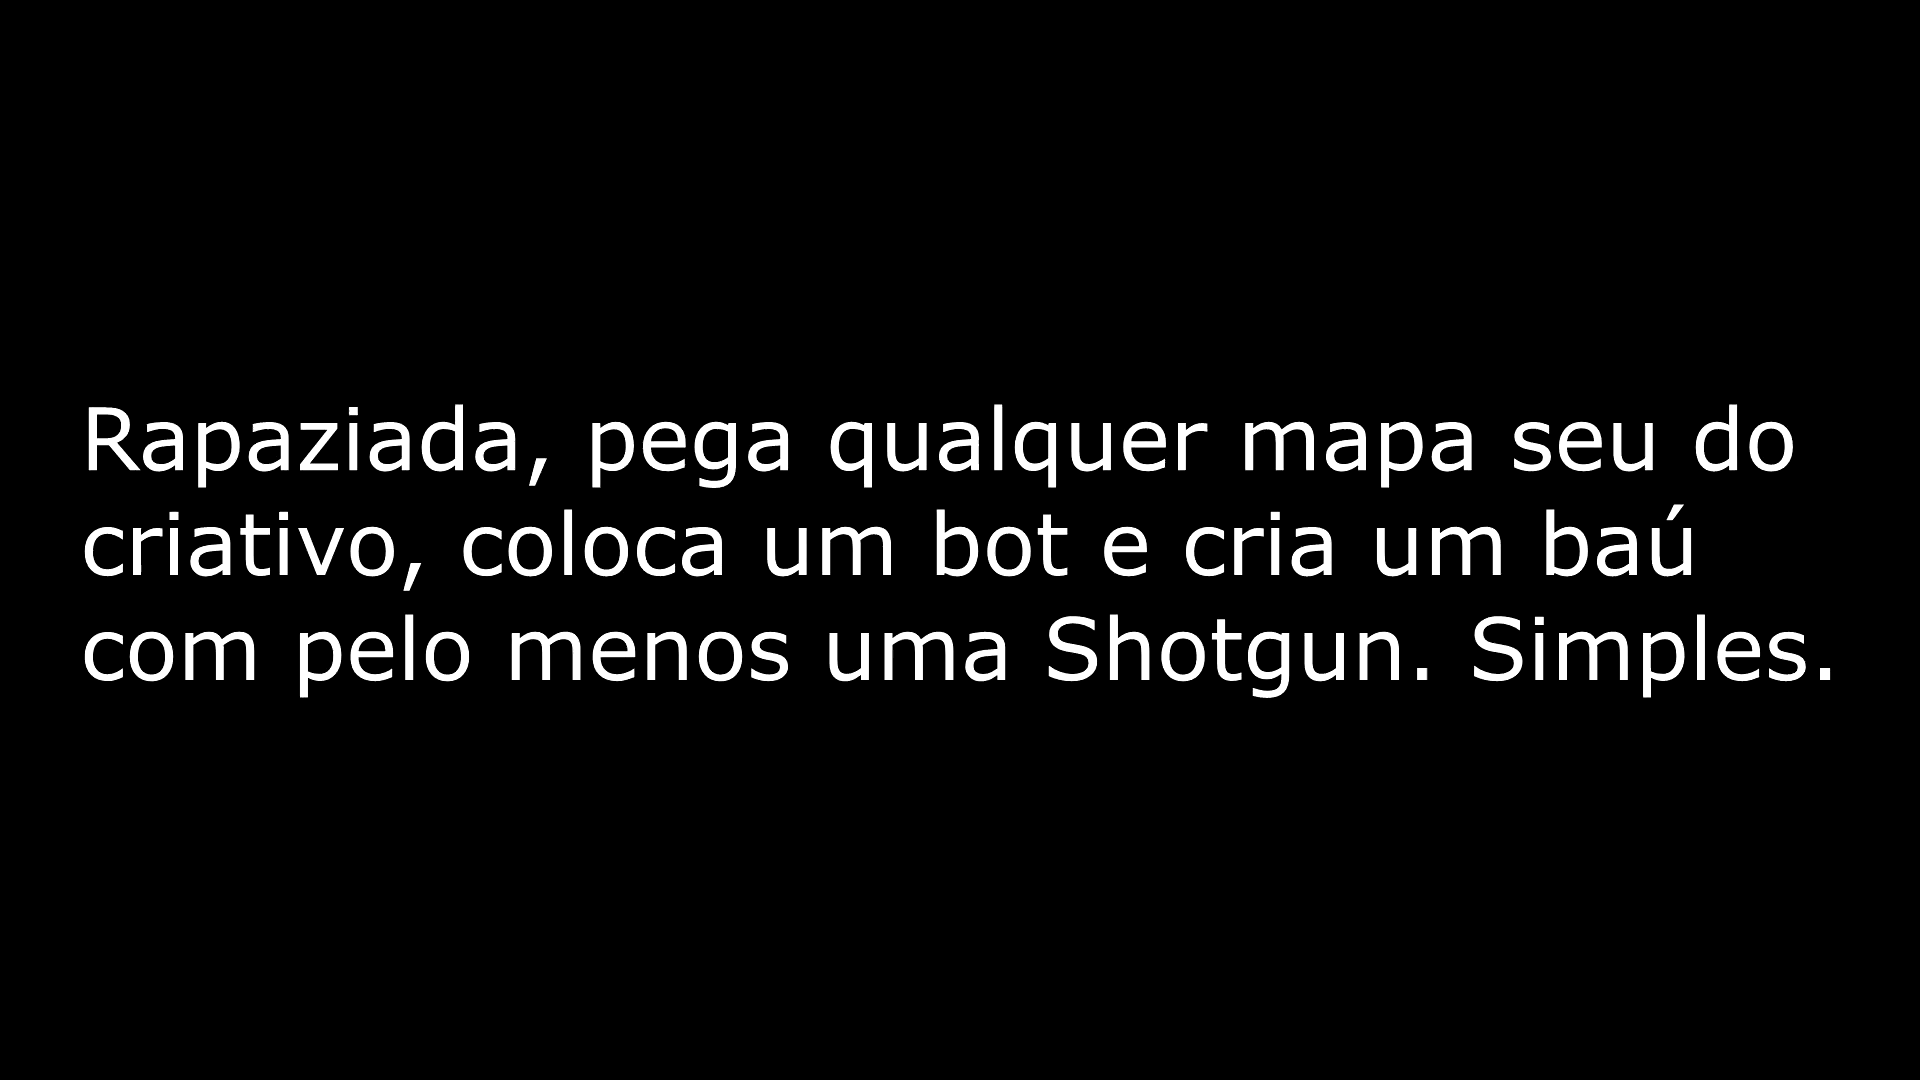 Rapaziada, pega qualquer mapa seu do
criativo, coloca um bot e cria um baú
com pelo menos uma Shotgun. Simples.